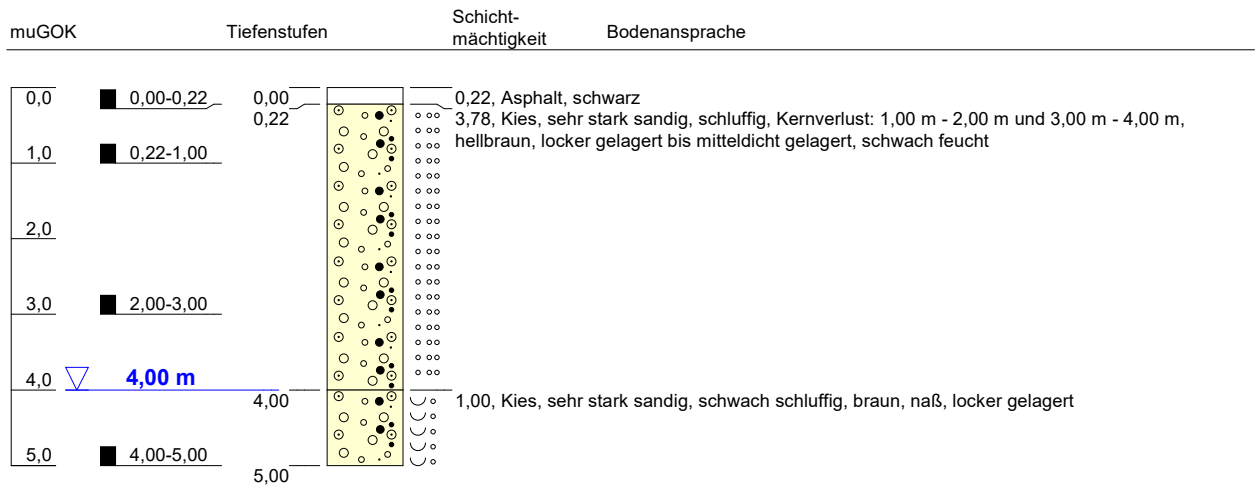 muGOK Tiefenstufen Schicht-
mächtigkeit Bodenansprache
0,0 0,00-0,22 0,00 0,22, Asphalt, schwarz
0,22 3,78, Kies, sehr stark sandig, schluffig, Kernverlust: 1,00 m - 2,00 m und 3,00 m - 4,00 m,
hellbraun, locker gelagert bis mitteldicht gelagert, schwach feucht
1,0 0,22-1,00
2,0
3,0 2,00-3,00
4,0 4,00 m
4,00 1,00, Kies, sehr stark sandig, schwach schluffig, braun, naß, locker gelagert
5,0 4,00-5,00
5,00